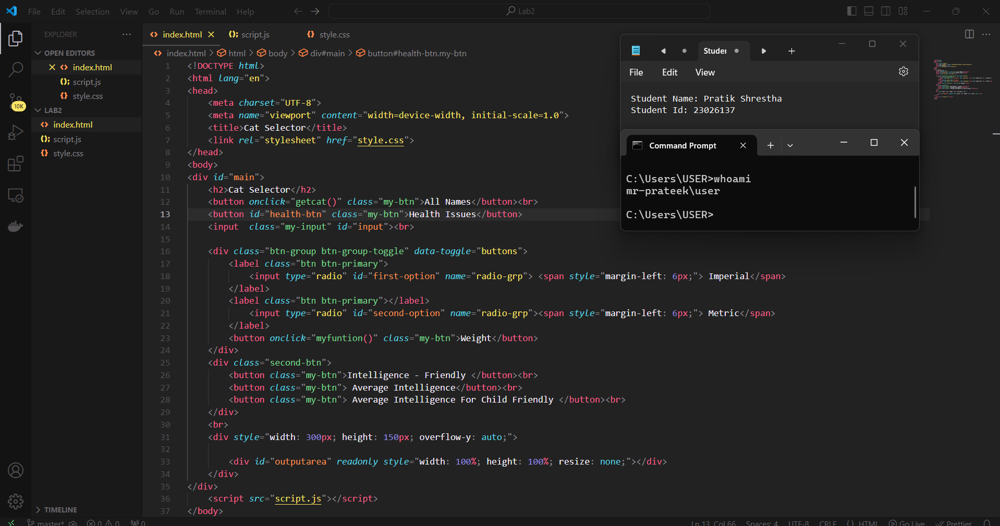 File Edit Selection View Go Run Terminal Help
Lab2
EXPLORER
OPEN EDITORS
index.html
script.js
style.css
LAB2
index.html
script.js
style.css
10K
TIMELINE
index.html
script.js
style.css
index.html > html > body > div#main > button#health-btn.my-btn
1 <!DOCTYPE html>
2 <html lang="en">
3 <head>
4 <meta charset="UTF-8">
5 <meta name="viewport" content="width=device-width, initial-scale=1.0">
6 <title>Cat Selector</title>
7 <link rel="stylesheet" href="style.css">
8 </head>
9 <body>
10 <div id="main">
11 <h2>Cat Selector</h2>
12 <button onclick="getcat()" class="my-btn">All Names</button><br>
13 <button id="health-btn" class="my-btn">Health Issues</button>
14 <input  class="my-input" id="input"><br>
15
16 <div class="btn-group btn-group-toggle" data-toggle="buttons">
17 <label class="btn btn-primary">
18 <input type="radio" id="first-option" name="radio-grp"> <span style="margin-left: 6px;"> Imperial</span>
19 </label>
20 <label class="btn btn-primary"></label>
21 <input type="radio" id="second-option" name="radio-grp"><span style="margin-left: 6px;"> Metric</span>
22 </label>
23 <button onclick="myfuntion()" class="my-btn">Weight</button>
24 </div>
25 <div class="second-btn">
26 <button class="my-btn">Intelligence - Friendly </button><br>
27 <button class="my-btn"> Average Intelligence</button><br>
28 <button class="my-btn"> Average Intelligence For Child Friendly </button><br>
29 </div>
30 <br>
31 <div style="width: 300px; height: 150px; overflow-y: auto;">
32
33 <div id="outputarea" readonly style="width: 100%; height: 100%; resize: none;"></div>
34 </div>
35 </div>
36 <script src="script.js"></script>
37 </body>
Studer
File Edit View
Student Name: Pratik Shrestha
Student Id: 23026137
Command Prompt
C:\Users\USER>whoami
mr-prateek\user
C:\Users\USER>
master* 0 0 0
Ln 13, Col 66 Spaces: 4 UTF-8 CRLF {} HTML Go Live Prettier